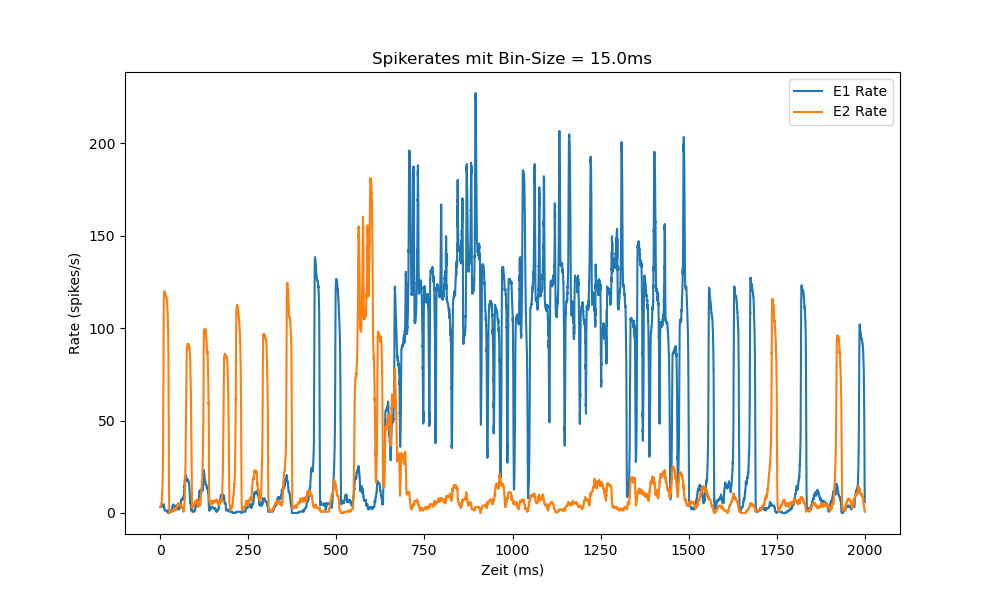 Spikerates mit Bin-Size = 15.0ms
E1 Rate
E2 Rate
Rate (spikes/s)
200
150
100
50
0
0 250 500 750 1000 1250 1500 1750 2000
Zeit (ms)